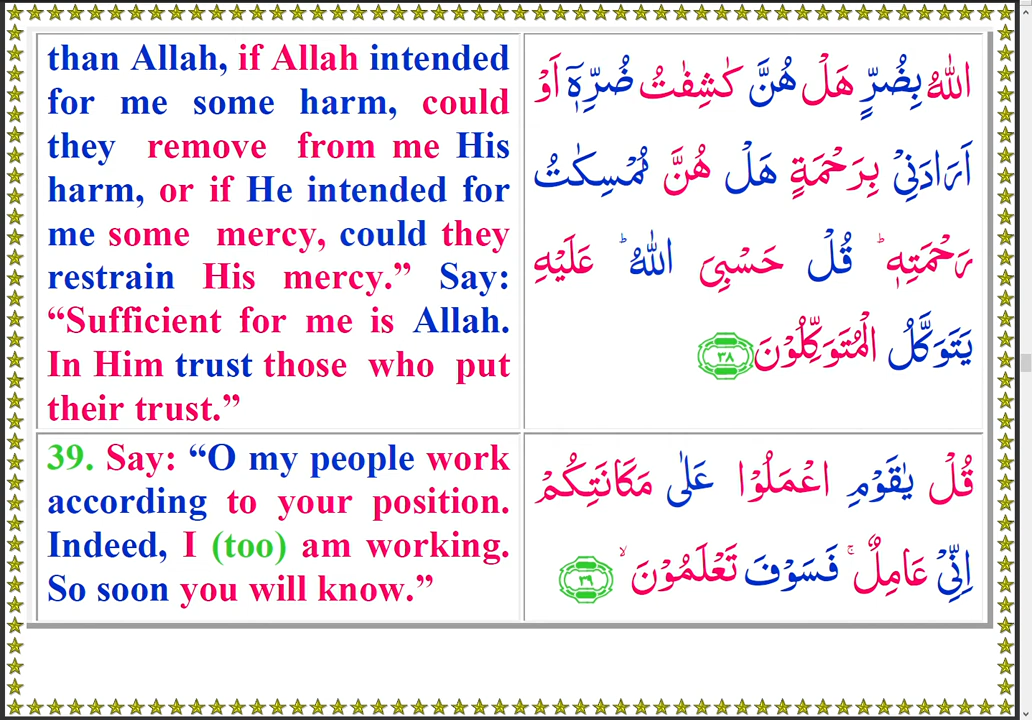 than Allah, if Allah intended
for me some harm, could
they remove from me His
harm, or if He intended for
me some mercy, could they
restrain His mercy.” Say:
“Sufficient for me is Allah.
In Him trust those who put
their trust.”
اللّٰهُ بِضُرٍّ هَلْ هُنَّ كٰشِفٰتُ ضُرِّهٖۤ اَوْ
اَرَادَنِیْ بِرَحْمَةٍ هَلْ هُنَّ مُمْسِكٰتُ
رَحْمَتِهٖ ؕ قُلْ حَسْبِیَ اللّٰهُ ؕ عَلَیْهِ
یَتَوَكَّلُ الْمُتَوَكِّلُوْنَ ۳۸
39. Say: “O my people work
according to your position.
Indeed, I (too) am working.
So soon you will know.”
قُلْ یٰقَوْمِ اعْمَلُوْا عَلٰی مَكَانَتِكُمْ
اِنِّیْ عَامِلٌ ۚ فَسَوْفَ تَعْلَمُوْنَ ۙ ۳۹